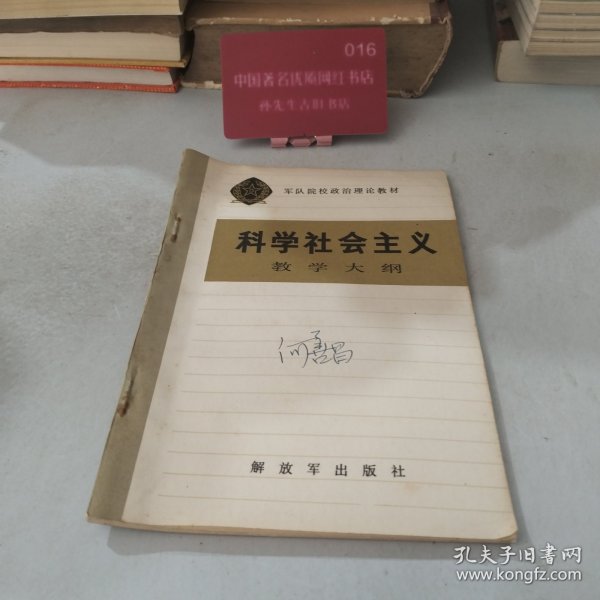 016
中国著名优质网红书店
孙先生古旧书店
军队院校政治理论教材
科学社会主义
教学大纲
解放军出版社
孔夫子旧书网
www.kongfz.com